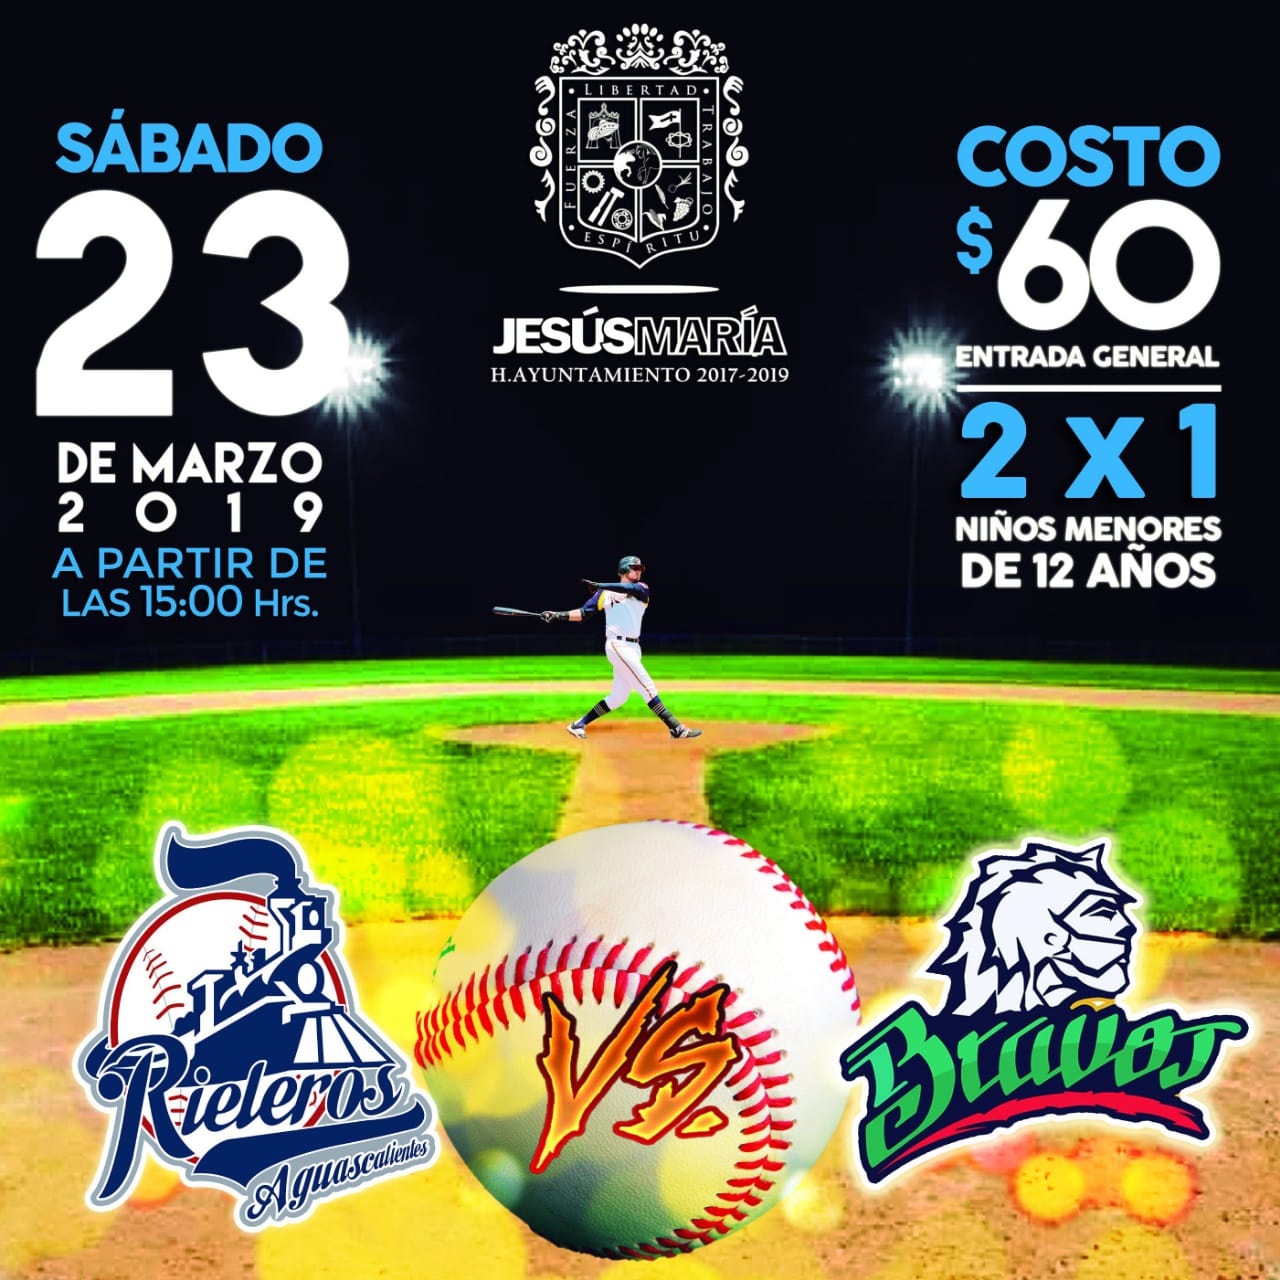 SÁBADO
23
DE MARZO
2019
A PARTIR DE
LAS 15:00 Hrs.
LIBERTAD
FUERZA
TRABAJO
ESPÍRITU
JESÚSMARÍA
H.AYUNTAMIENTO 2017-2019
COSTO
$60
ENTRADA GENERAL
2 x 1
NIÑOS MENORES
DE 12 AÑOS
Rieleros
Aguascalientes
VS.
Bravos